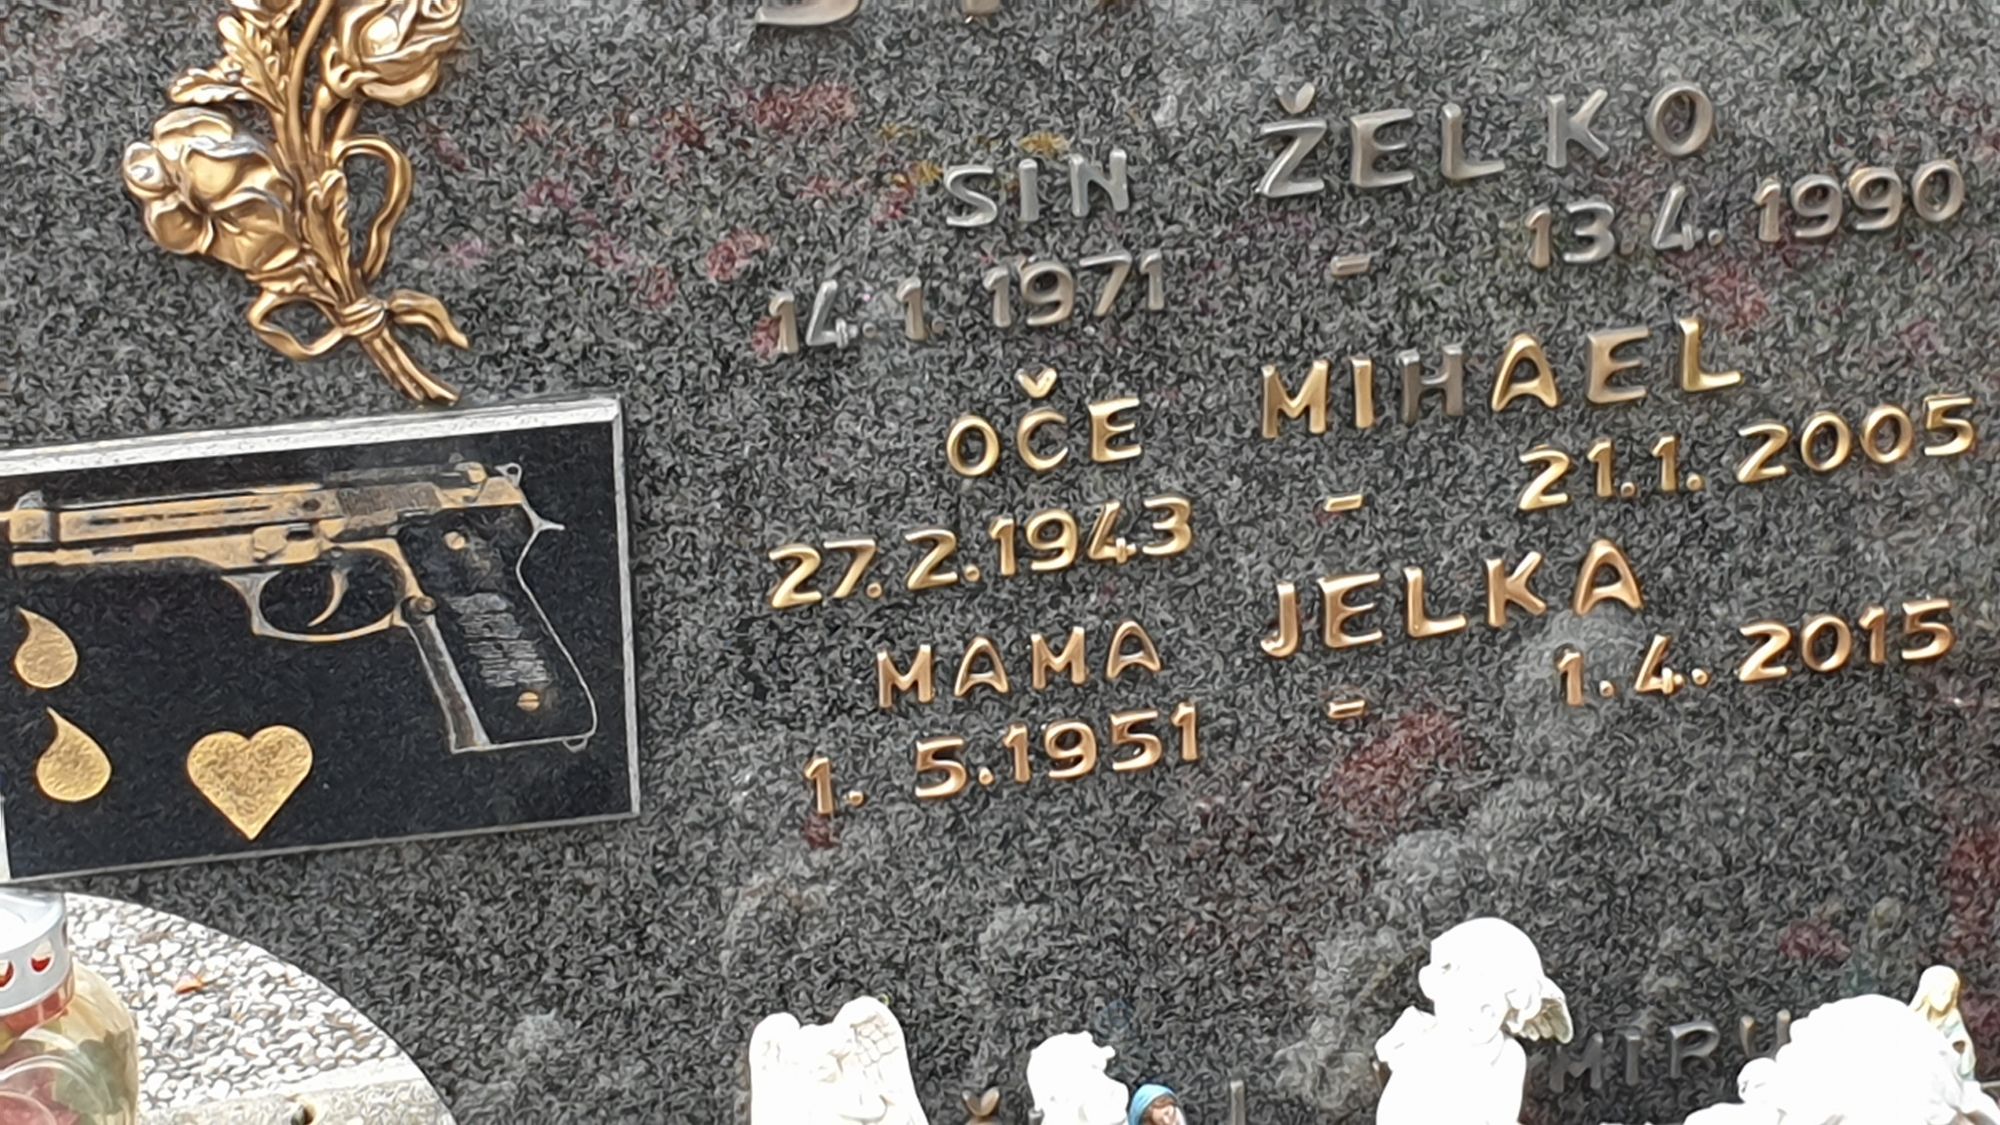 SIN ŽELKO
14.1.1971 - 13.4.1990
OČE MIHAEL
27.2.1943 - 21.1.2005
MAMA JELKA
1.5.1951 - 1.4.2015